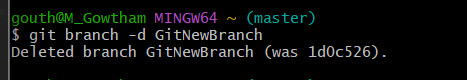 gouth@M_Gowtham MINGW64 ~ (master)
$ git branch -d GitNewBranch
Deleted branch GitNewBranch (was 1d0c526).